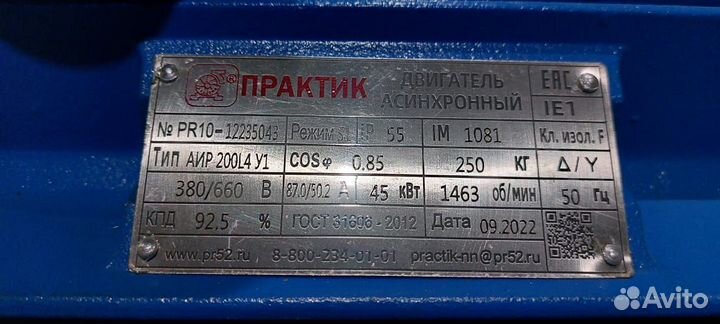 ПРАКТИК ДВИГАТЕЛЬ АСИНХРОННЫЙ EAC IE1
№ PR10-12235043 Режим S1 IP 55 IM 1081 Кл. изол. F
Тип АИР 200L4 У1 COSφ 0.85 250 КГ Δ/Y
380/660 В 87.0/50.2 А 45 кВт 1463 об/мин 50 Гц
КПД 92.5 % ГОСТ 31606-2012 Дата 09.2022
www.pr52.ru 8-800-234-01-01 practik-nn@pr52.ru
Avito